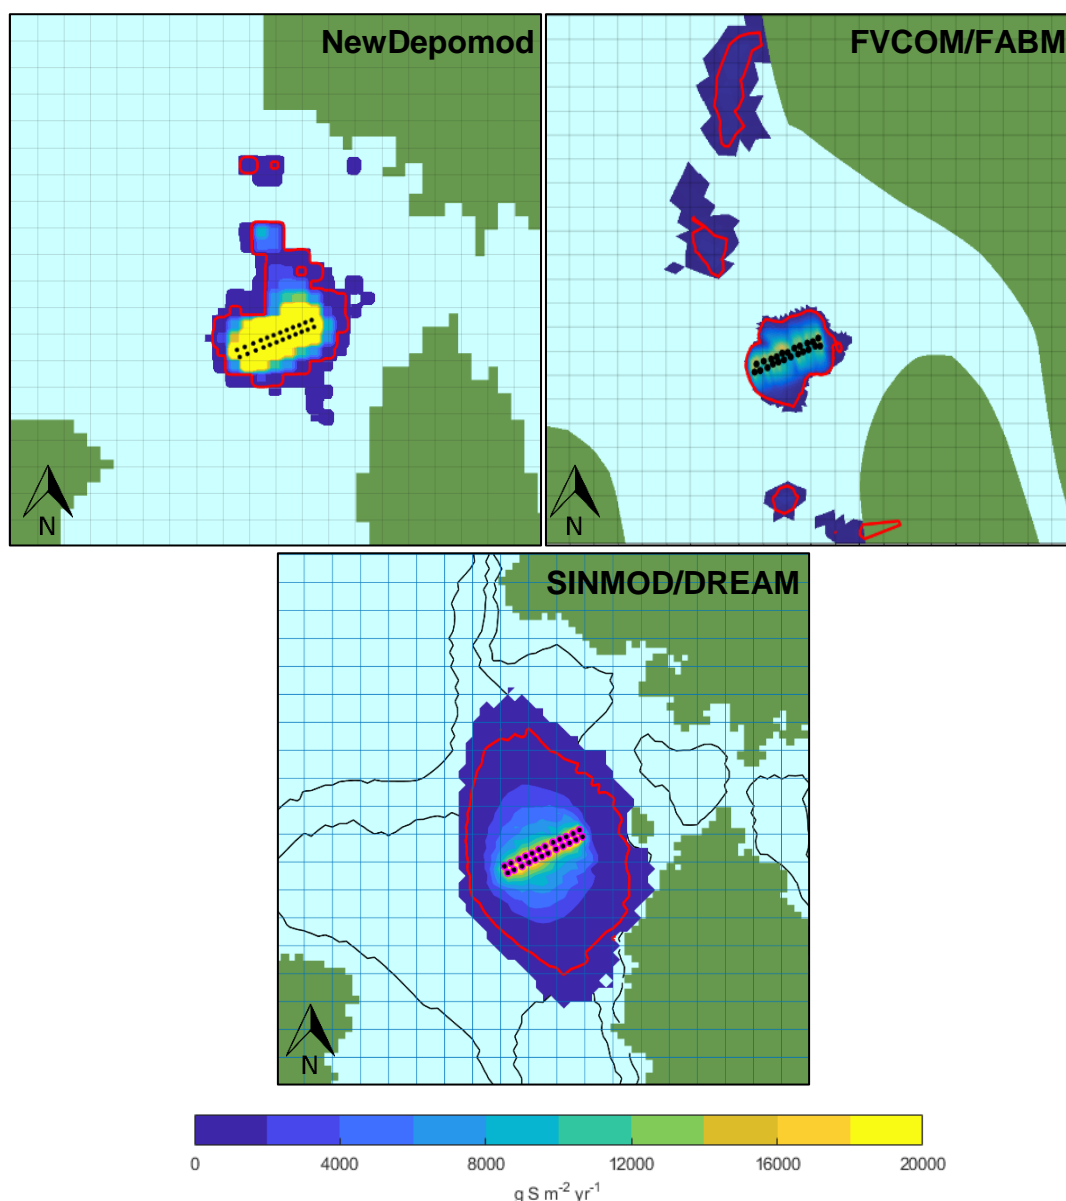 NewDepomod
FVCOM/FABM
N
N
SINMOD/DREAM
N
0 4000 8000 12000 16000 20000
g S m⁻² yr⁻¹